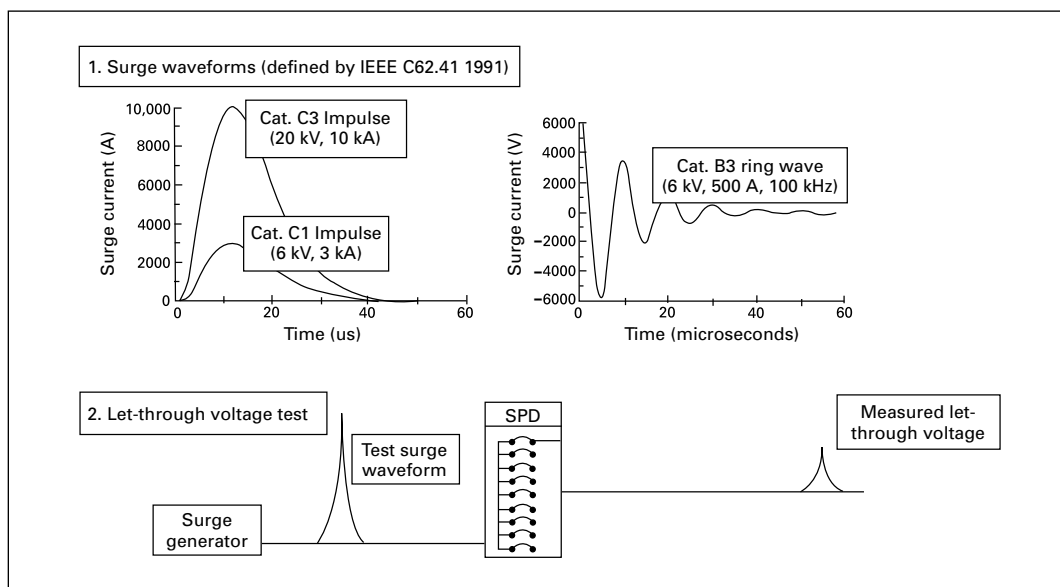 1. Surge waveforms (defined by IEEE C62.41 1991)
Surge current (A)
10,000
8000
6000
4000
2000
0
Cat. C3 Impulse
(20 kV, 10 kA)
Cat. C1 Impulse
(6 kV, 3 kA)
0
20
40
60
Time (us)
Surge current (V)
6000
4000
2000
0
–2000
–4000
–6000
Cat. B3 ring wave
(6 kV, 500 A, 100 kHz)
0
20
40
60
Time (microseconds)
2. Let-through voltage test
Test surge
waveform
Surge
generator
SPD
Measured let-
through voltage